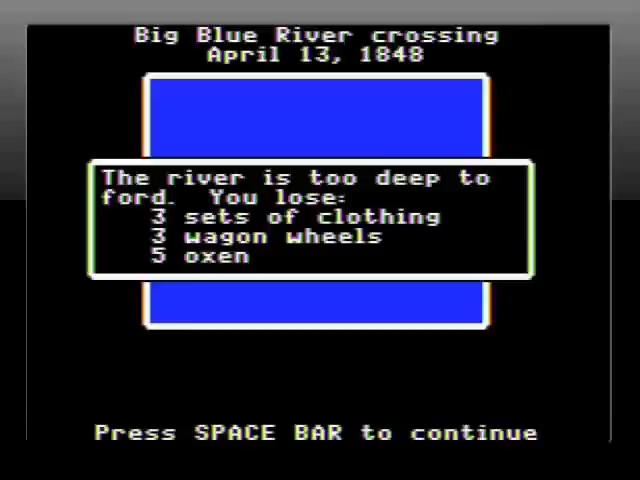 Big Blue River crossing
April 13, 1848
The river is too deep to
ford. You lose:
3 sets of clothing
3 wagon wheels
5 oxen
Press SPACE BAR to continue